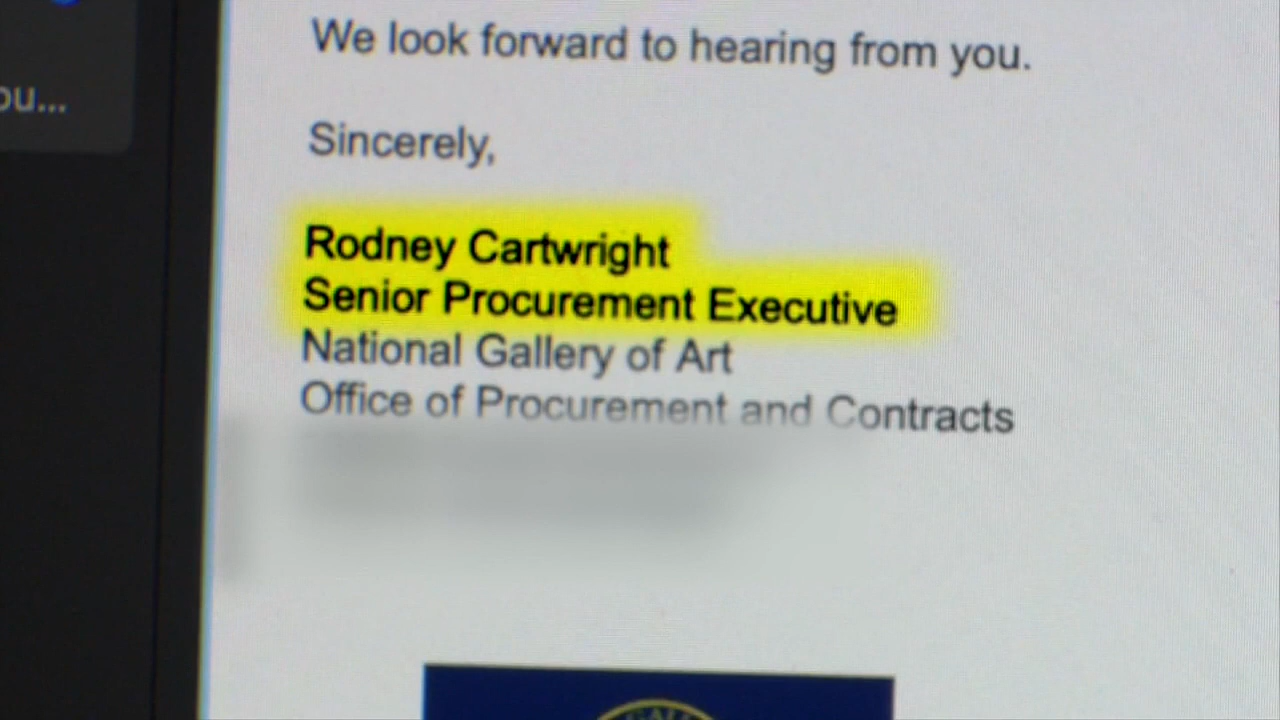 ou...
We look forward to hearing from you.
Sincerely,
Rodney Cartwright
Senior Procurement Executive
National Gallery of Art
Office of Procurement and Contracts